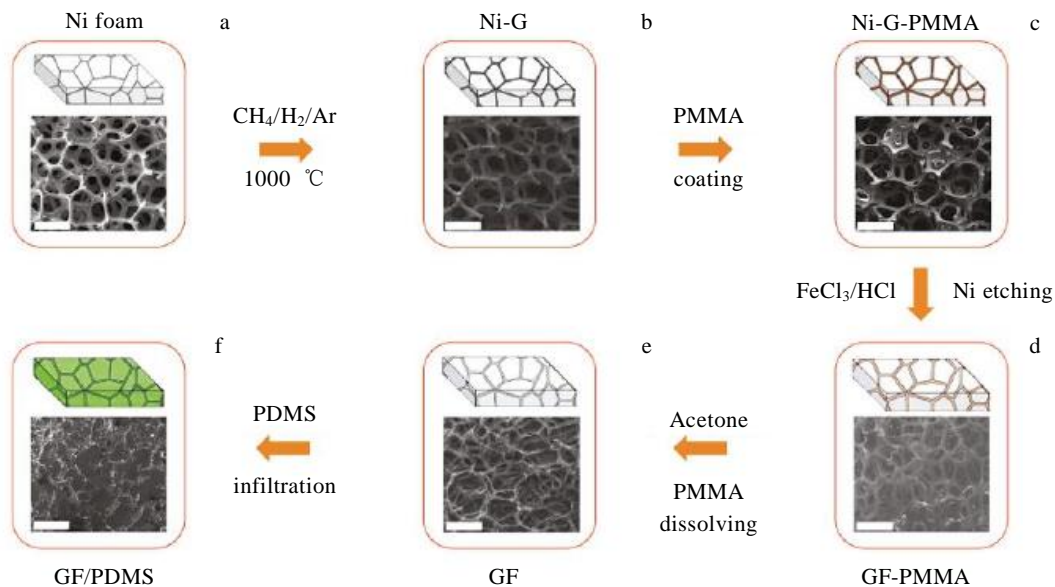 Ni foam
a
Ni-G
b
Ni-G-PMMA
c
CH₄/H₂/Ar
1000 ℃
PMMA
coating
FeCl₃/HCl
Ni etching
f
e
d
PDMS
infiltration
Acetone
PMMA
dissolving
GF/PDMS
GF
GF-PMMA